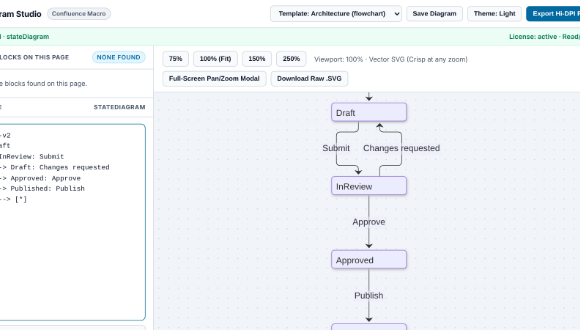 ram Studio
Confluence Macro
Template: Architecture (flowchart)
Save Diagram
Theme: Light
Export Hi-DPI
· stateDiagram
License: active · Ready
LOCKS ON THIS PAGE
NONE FOUND
e blocks found on this page.
STATEDIAGRAM
75%
100% (Fit)
150%
250%
Viewport: 100% · Vector SVG (Crisp at any zoom)
Full-Screen Pan/Zoom Modal
Download Raw .SVG
-v2
aft
InReview: Submit
-> Draft: Changes requested
-> Approved: Approve
-> Published: Publish
--> [*]
Draft
Submit
Changes requested
InReview
Approve
Approved
Publish